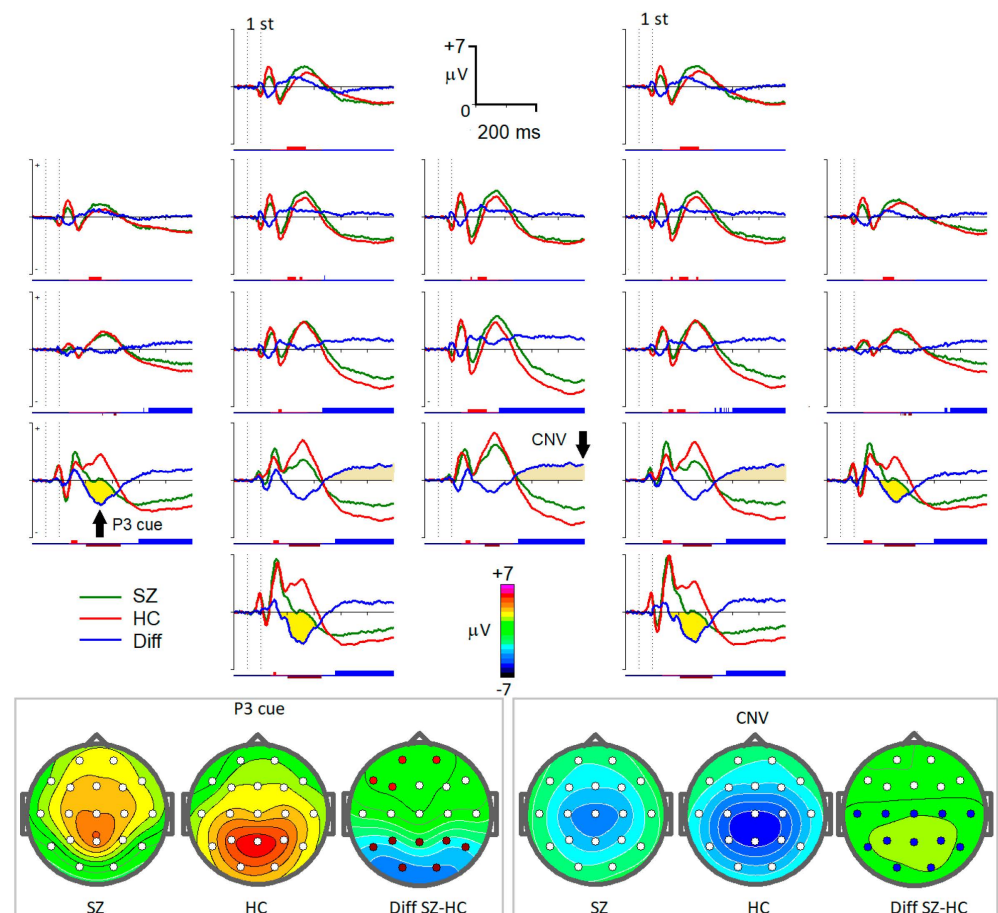 1 st
1 st
+7
μV
0
200 ms
+
-
+
-
+
-
CNV
P3 cue
SZ
HC
Diff
+7
μV
-7
P3 cue
CNV
SZ
HC
Diff SZ-HC
SZ
HC
Diff SZ-HC